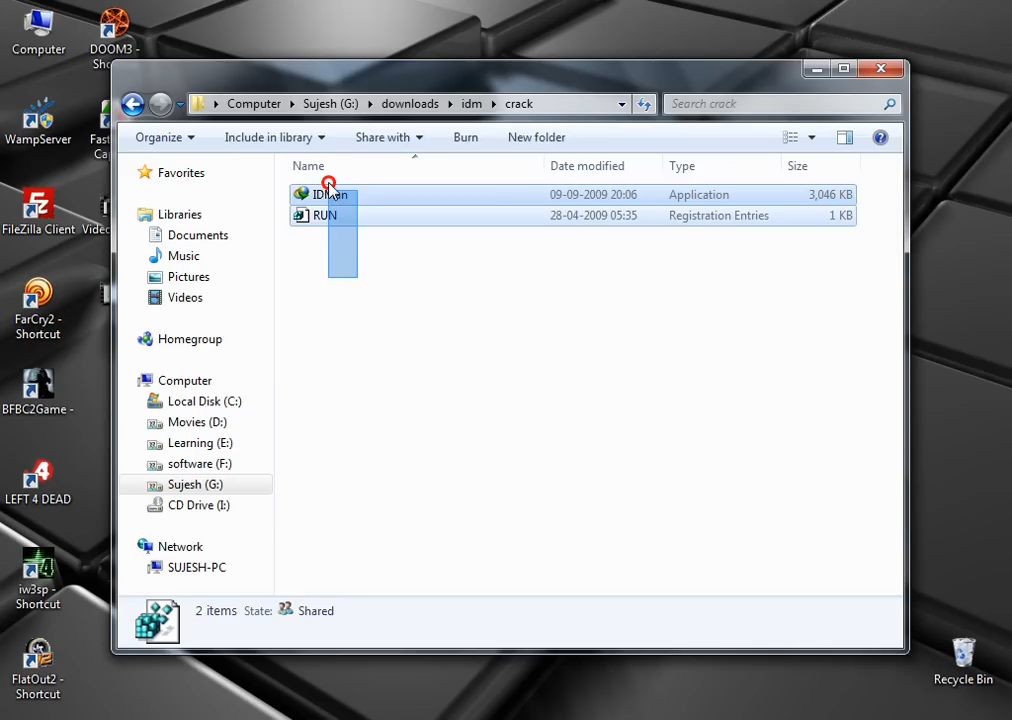 Computer
DOOM3 -
WampServer
FileZilla Client
FarCry2 -
Shortcut
BFBC2Game -
LEFT 4 DEAD
iw3sp -
Shortcut
FlatOut2 -
Shortcut
Recycle Bin
Computer Sujesh (G:) downloads idm crack
Search crack
Organize Include in library Share with Burn New folder
Name Date modified Type Size
09-09-2009 20:06 Application 3,046 KB
RUN 28-04-2009 05:35 Registration Entries 1 KB
Favorites
Libraries
Documents
Music
Pictures
Videos
Homegroup
Computer
Local Disk (C:)
Movies (D:)
Learning (E:)
software (F:)
Sujesh (G:)
CD Drive (I:)
Network
SUJESH-PC
2 items State: Shared